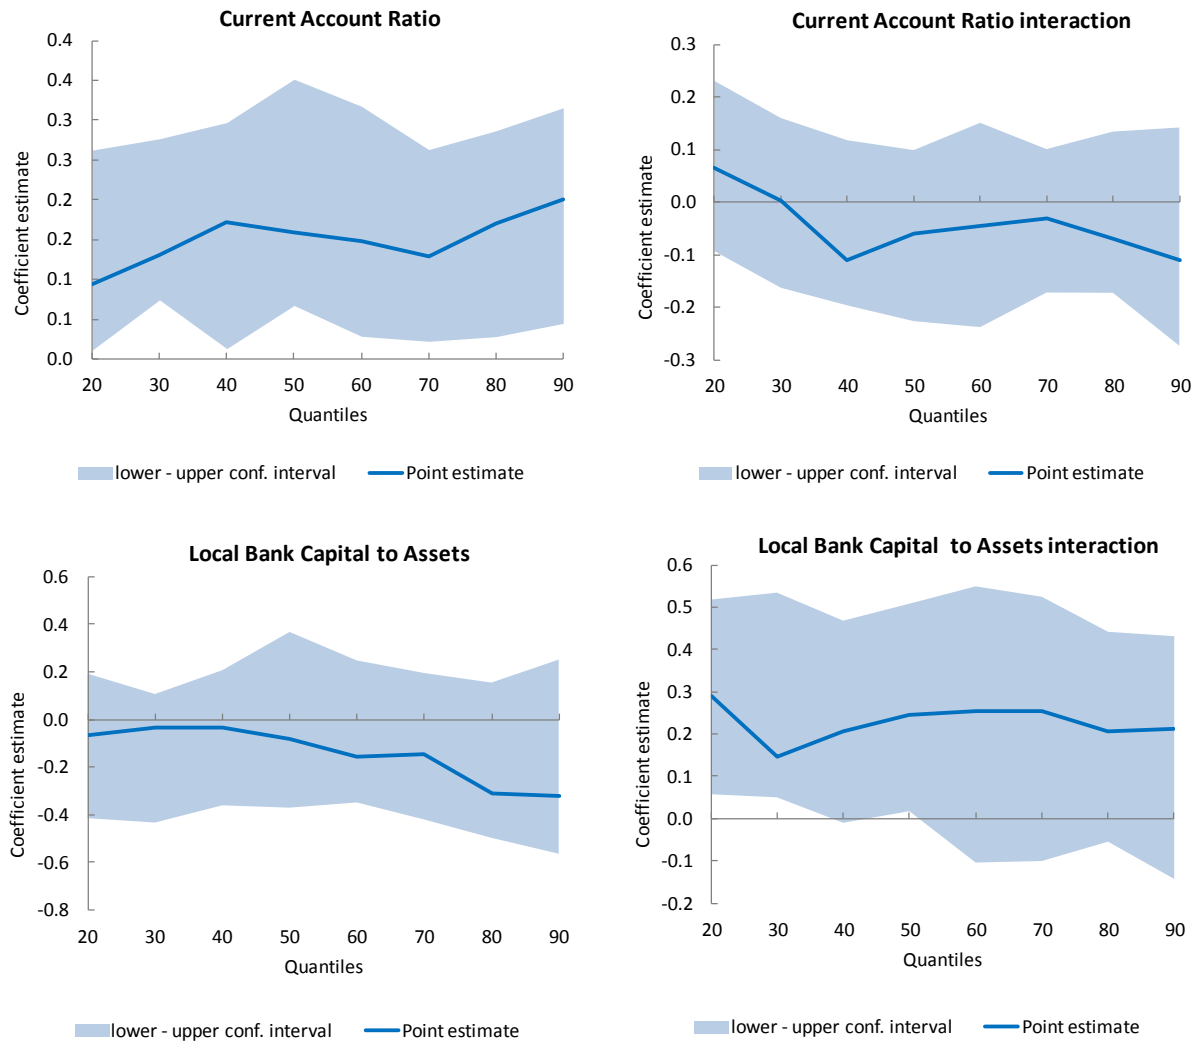 Current Account Ratio
0.4
0.4
0.3
0.3
0.2
0.2
0.1
0.1
0.0
Coefficient estimate
20 30 40 50 60 70 80 90
Quantiles
lower - upper conf. interval Point estimate
Current Account Ratio interaction
0.3
0.2
0.1
0.0
-0.1
-0.2
-0.3
Coefficient estimate
20 30 40 50 60 70 80 90
Quantiles
lower - upper conf. interval Point estimate
Local Bank Capital to Assets
0.6
0.4
0.2
0.0
-0.2
-0.4
-0.6
-0.8
Coefficient estimate
20 30 40 50 60 70 80 90
Quantiles
lower - upper conf. interval Point estimate
Local Bank Capital to Assets interaction
0.6
0.5
0.4
0.3
0.2
0.1
0.0
-0.1
-0.2
Coefficient estimate
20 30 40 50 60 70 80 90
Quantiles
lower - upper conf. interval Point estimate